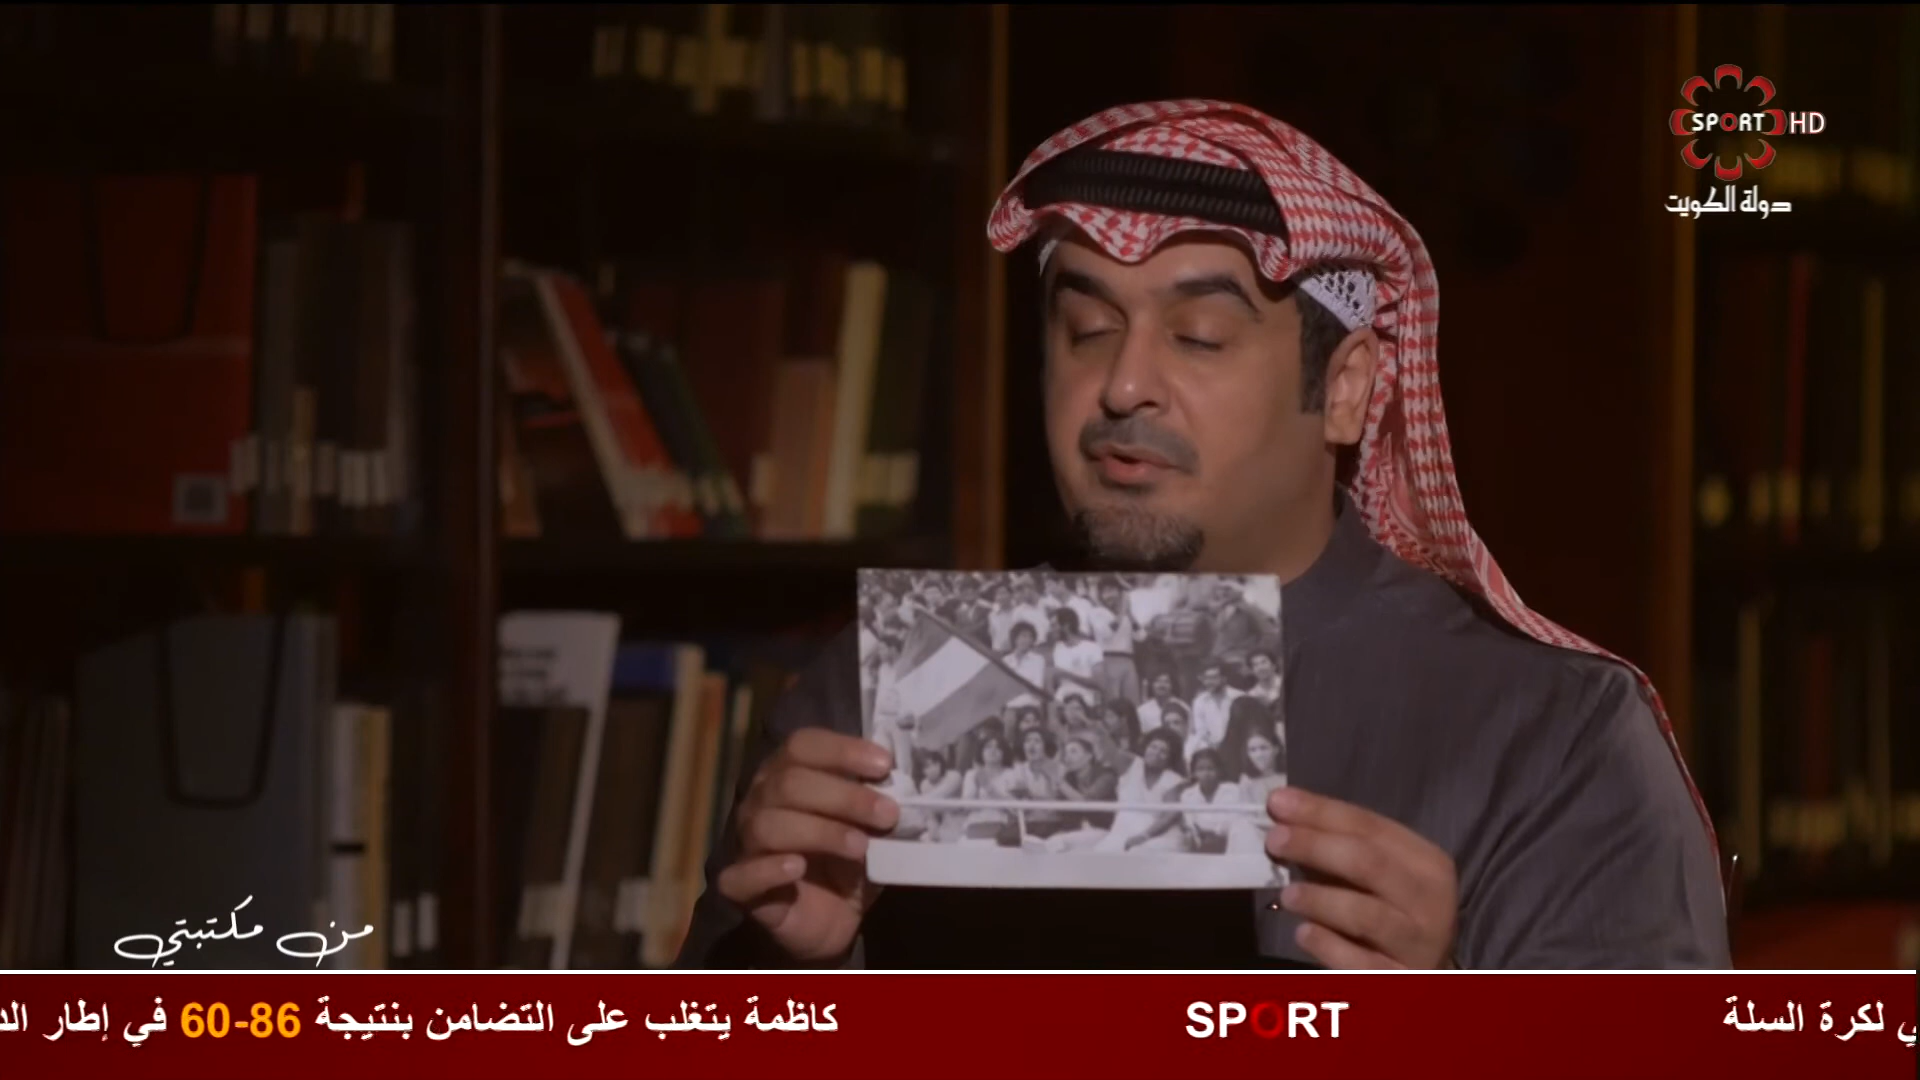 SPORT HD
دولة الكويت
من مكتبتي
لكرة السلة
SPORT
كاظمة يتغلب على التضامن بنتيجة 86-60 في إطار